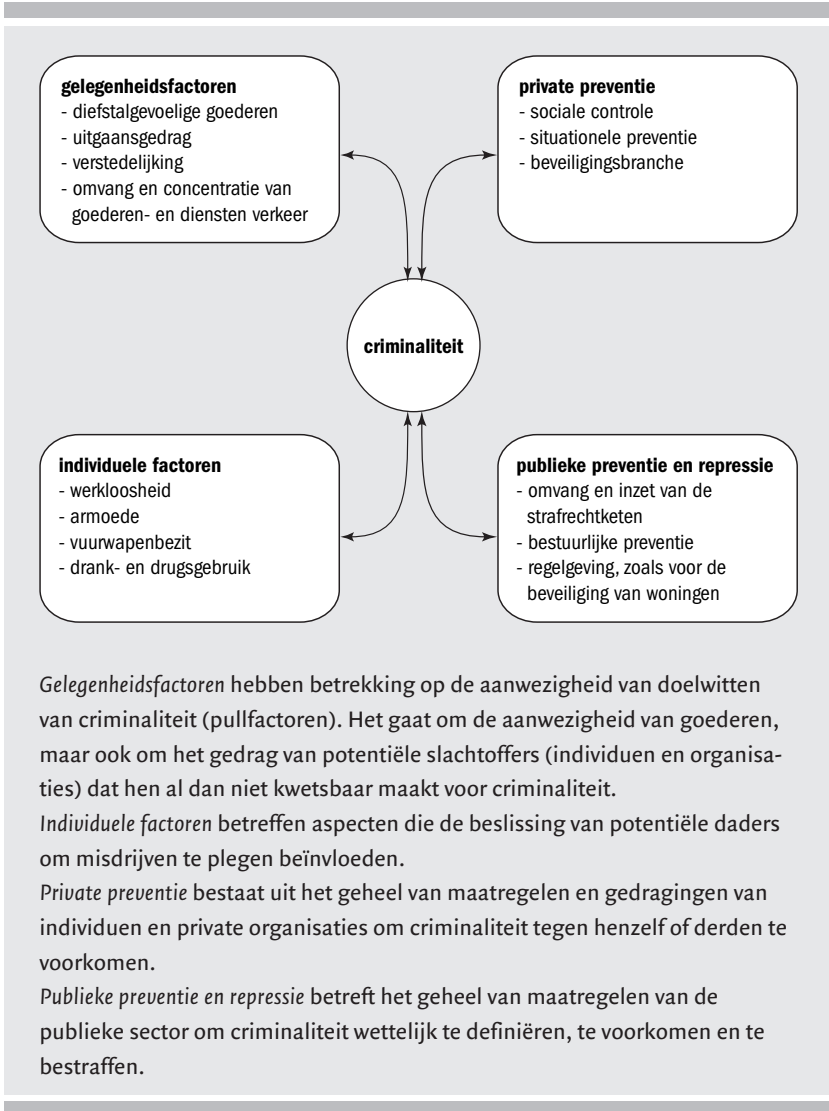 gelegenheidsfactoren
- diefstalgevoelige goederen
- uitgaansgedrag
- verstedelijking
- omvang en concentratie van
goederen- en diensten verkeer
private preventie
- sociale controle
- situationele preventie
- beveiligingsbranche
criminaliteit
individuele factoren
- werkloosheid
- armoede
- vuurwapenbezit
- drank- en drugsgebruik
publieke preventie en repressie
- omvang en inzet van de
strafrechtketen
- bestuurlijke preventie
- regelgeving, zoals voor de
beveiliging van woningen
Gelegenheidsfactoren hebben betrekking op de aanwezigheid van doelwitten
van criminaliteit (pullfactoren). Het gaat om de aanwezigheid van goederen,
maar ook om het gedrag van potentiële slachtoffers (individuen en organisa-
ties) dat hen al dan niet kwetsbaar maakt voor criminaliteit.
Individuele factoren betreffen aspecten die de beslissing van potentiële daders
om misdrijven te plegen beïnvloeden.
Private preventie bestaat uit het geheel van maatregelen en gedragingen van
individuen en private organisaties om criminaliteit tegen henzelf of derden te
voorkomen.
Publieke preventie en repressie betreft het geheel van maatregelen van de
publieke sector om criminaliteit wettelijk te definiëren, te voorkomen en te
bestraffen.